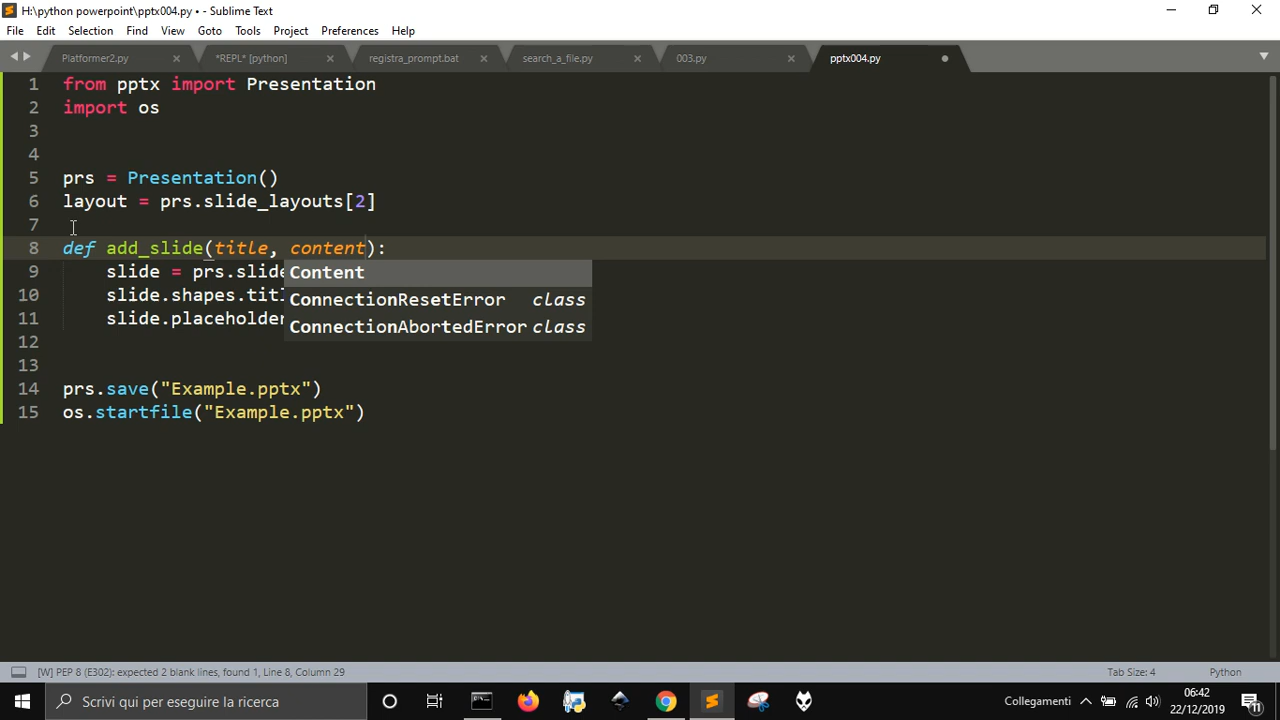 H:\python powerpoint\pptx004.py • - Sublime Text
File Edit Selection Find View Goto Tools Project Preferences Help
Platformer2.py *REPL* [python] registra_prompt.bat search_a_file.py 003.py pptx004.py
1 from pptx import Presentation
2 import os
3
4
5 prs = Presentation()
6 layout = prs.slide_layouts[2]
7
8 def add_slide(title, content):
9 slide = prs.slide
Content
10 slide.shapes.titl
ConnectionResetError class
11 slide.placeholder
ConnectionAbortedError class
12
13
14 prs.save("Example.pptx")
15 os.startfile("Example.pptx")
[W] PEP 8 (E302): expected 2 blank lines, found 1, Line 8, Column 29 Tab Size: 4 Python
Scrivi qui per eseguire la ricerca Collegamenti 06:42
22/12/2019 11